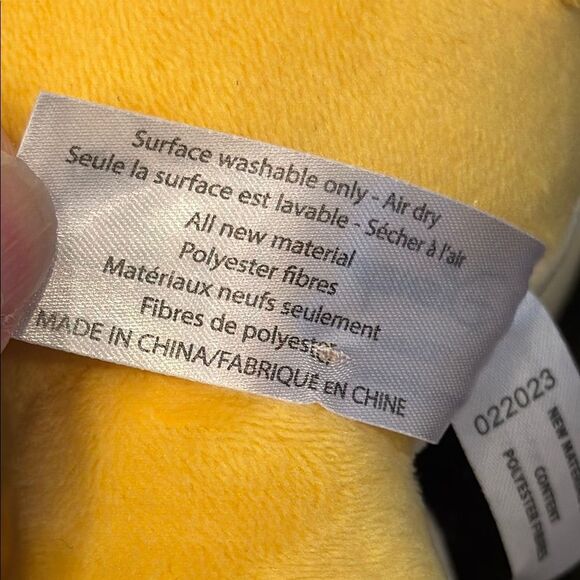 Surface washable only - Air dry
Seule la surface est lavable - Sécher à l'air
All new material
Polyester fibres
Matériaux neufs seulement
Fibres de polyester
MADE IN CHINA/FABRIQUÉ EN CHINE
022023
NEW
CONTENT
POLYESTER FIBRES